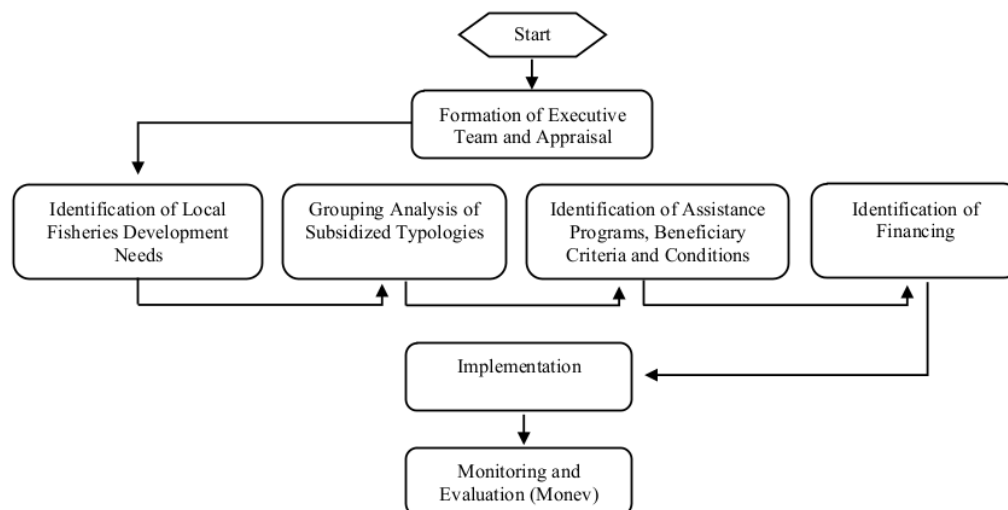 Start
Formation of Executive
Team and Appraisal
Identification of Local
Fisheries Development
Needs
Grouping Analysis of
Subsidized Typologies
Identification of Assistance
Programs, Beneficiary
Criteria and Conditions
Identification of
Financing
Implementation
Monitoring and
Evaluation (Monev)